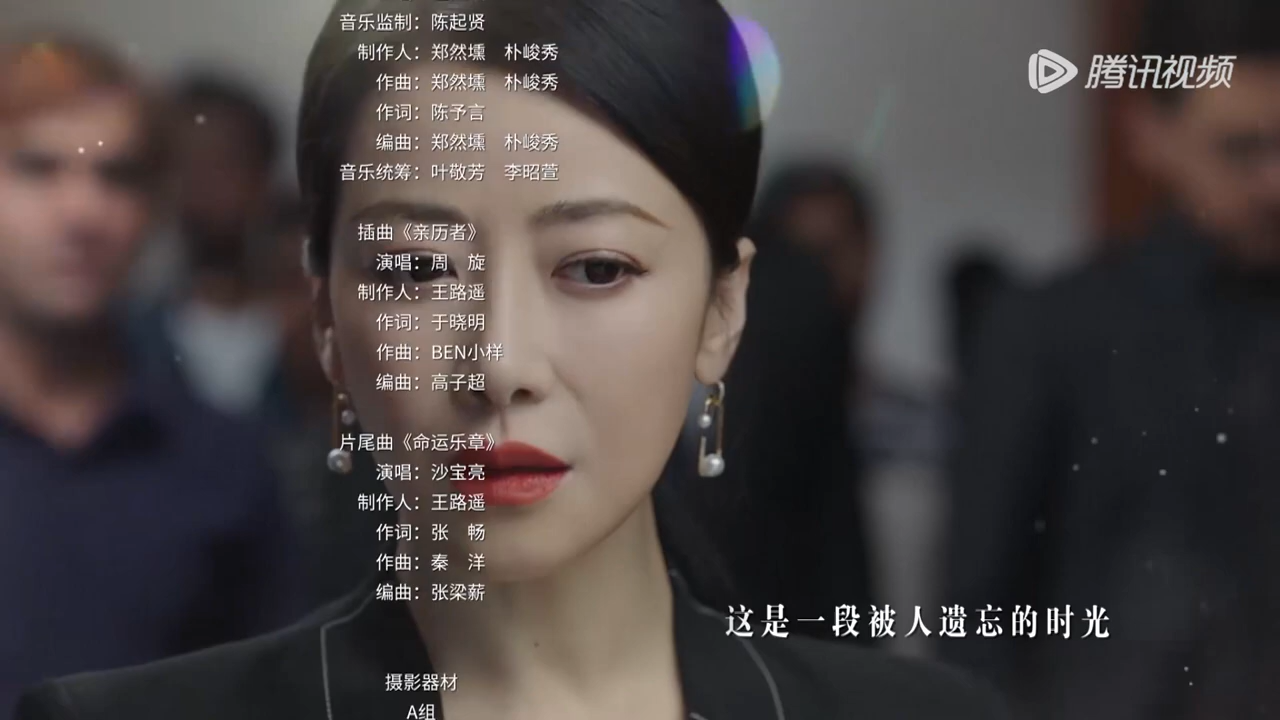 音乐监制：陈起贤
制作人：郑然壎　朴峻秀
作曲：郑然壎　朴峻秀
作词：陈予言
编曲：郑然壎　朴峻秀
音乐统筹：叶敬芳　李昭萱
插曲《亲历者》
演唱：周　旋
制作人：王路遥
作词：于晓明
作曲：BEN小样
编曲：高子超
片尾曲《命运乐章》
演唱：沙宝亮
制作人：王路遥
作词：张　畅
作曲：秦　洋
编曲：张梁薪
摄影器材
A组
腾讯视频
这是一段被人遗忘的时光